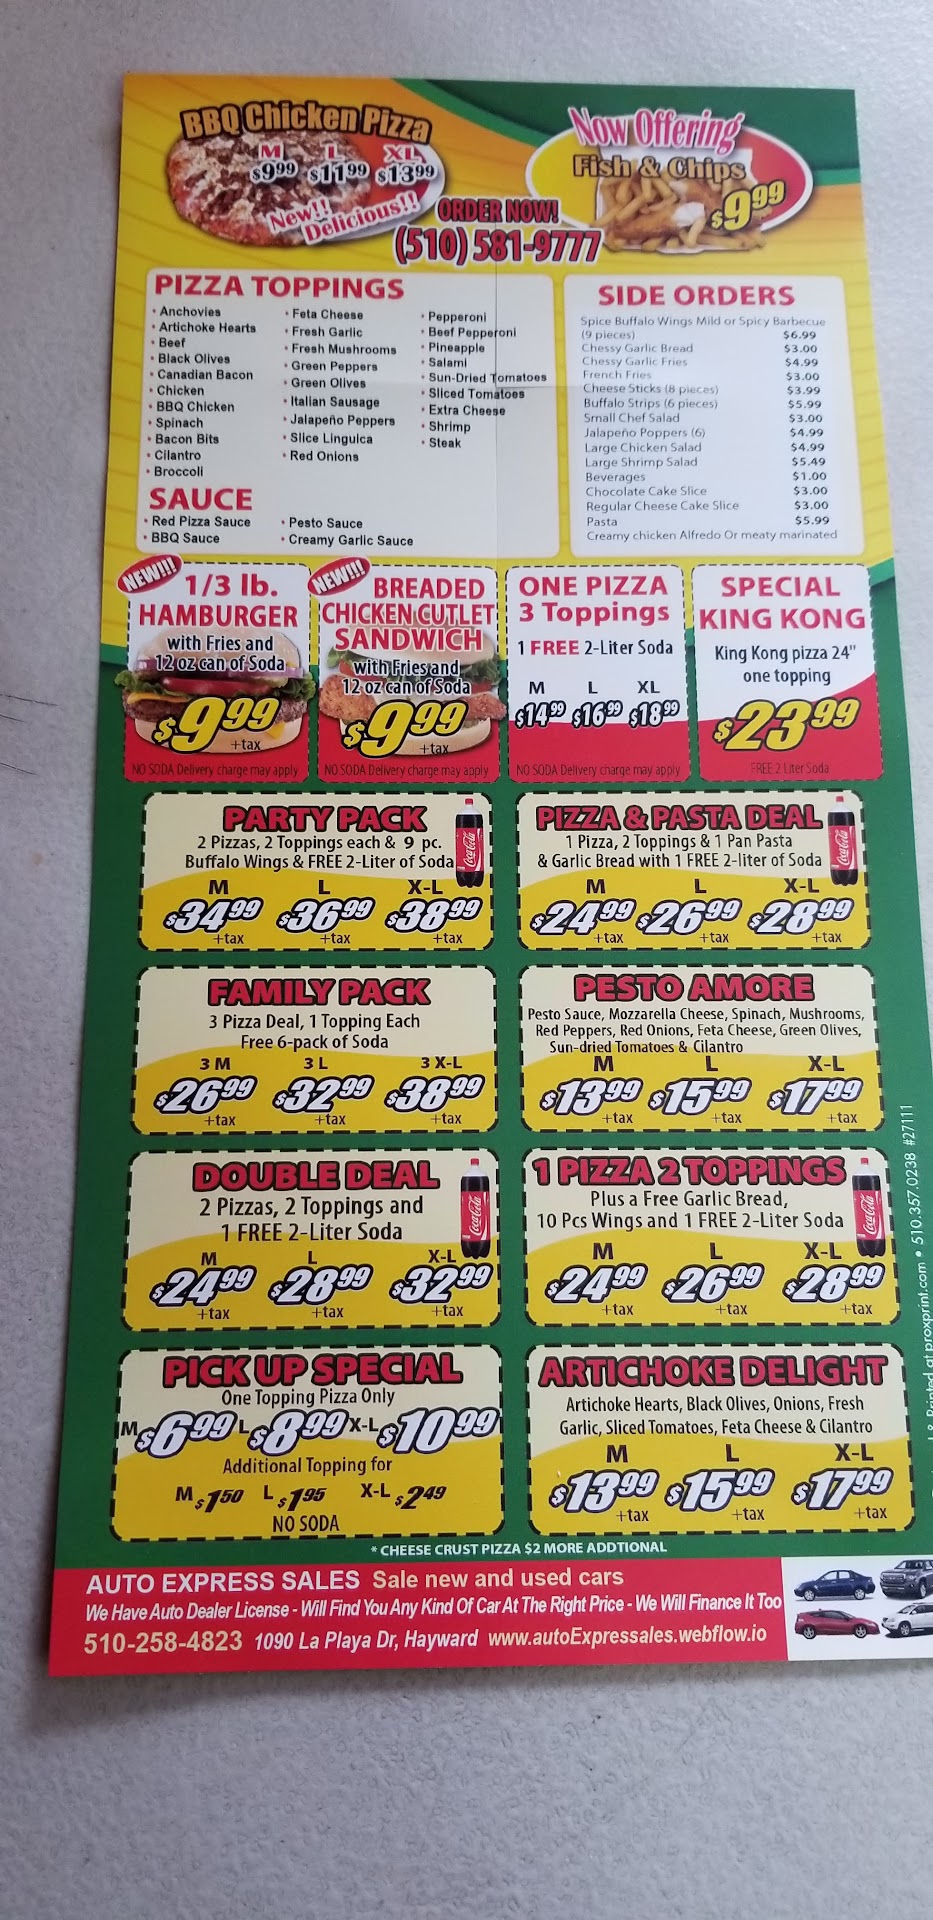 BBQ Chicken Pizza
M L XL
$9.99 $11.99 $13.99
New!!
Delicious!!
Now Offering
Fish & Chips
$9.99
ORDER NOW!
(510) 581-9777
PIZZA TOPPINGS
• Anchovies
• Artichoke Hearts
• Beef
• Black Olives
• Canadian Bacon
• Chicken
• BBQ Chicken
• Spinach
• Bacon Bits
• Cilantro
• Broccoli
• Feta Cheese
• Fresh Garlic
• Fresh Mushrooms
• Green Peppers
• Green Olives
• Italian Sausage
• Jalapeño Peppers
• Slice Linguica
• Red Onions
• Pepperoni
• Beef Pepperoni
• Pineapple
• Salami
• Sun-Dried Tomatoes
• Sliced Tomatoes
• Extra Cheese
• Shrimp
• Steak
SAUCE
• Red Pizza Sauce
• BBQ Sauce
• Pesto Sauce
• Creamy Garlic Sauce
SIDE ORDERS
Spice Buffalo Wings Mild or Spicy Barbecue
(9 pieces) $6.99
Chessy Garlic Bread $3.00
Chessy Garlic Fries $4.99
French Fries $3.00
Cheese Sticks (8 pieces) $3.99
Buffalo Strips (6 pieces) $5.99
Small Chef Salad $3.00
Jalapeño Poppers (6) $4.99
Large Chicken Salad $4.99
Large Shrimp Salad $5.49
Beverages $1.00
Chocolate Cake Slice $3.00
Regular Cheese Cake Slice $3.00
Pasta $5.99
Creamy chicken Alfredo Or meaty marinated
NEW!!!
1/3 lb.
HAMBURGER
with Fries and
12 oz can of Soda
$9.99
+tax
NO SODA Delivery charge may apply
NEW!!!
BREADED
CHICKEN CUTLET
SANDWICH
with Fries and
12 oz can of Soda
$9.99
+tax
NO SODA Delivery charge may apply
ONE PIZZA
3 Toppings
1 FREE 2-Liter Soda
M L XL
$14.99 $16.99 $18.99
NO SODA Delivery charge may apply
SPECIAL
KING KONG
King Kong pizza 24"
one topping
$23.99
FREE 2 Liter Soda
PARTY PACK
2 Pizzas, 2 Toppings each & 9 pc.
Buffalo Wings & FREE 2-Liter of Soda
Coca-Cola
M L X-L
$34.99 $36.99 $38.99
+tax +tax +tax
PIZZA & PASTA DEAL
1 Pizza, 2 Toppings & 1 Pan Pasta
& Garlic Bread with 1 FREE 2-liter of Soda
Coca-Cola
M L X-L
$24.99 $26.99 $28.99
+tax +tax +tax
FAMILY PACK
3 Pizza Deal, 1 Topping Each
Free 6-pack of Soda
3 M 3 L 3 X-L
$26.99 $32.99 $38.99
+tax +tax +tax
PESTO AMORE
Pesto Sauce, Mozzarella Cheese, Spinach, Mushrooms,
Red Peppers, Red Onions, Feta Cheese, Green Olives,
Sun-dried Tomatoes & Cilantro
M L X-L
$13.99 $15.99 $17.99
+tax +tax +tax
DOUBLE DEAL
2 Pizzas, 2 Toppings and
1 FREE 2-Liter Soda
Coca-Cola
M L X-L
$24.99 $28.99 $32.99
+tax +tax +tax
1 PIZZA 2 TOPPINGS
Plus a Free Garlic Bread,
10 Pcs Wings and 1 FREE 2-Liter Soda
Coca-Cola
M L X-L
$24.99 $26.99 $28.99
+tax +tax +tax
PICK UP SPECIAL
One Topping Pizza Only
M $6.99 L $8.99 X-L $10.99
Additional Topping for
M $1.50 L $1.95 X-L $2.49
NO SODA
ARTICHOKE DELIGHT
Artichoke Hearts, Black Olives, Onions, Fresh
Garlic, Sliced Tomatoes, Feta Cheese & Cilantro
M L X-L
$13.99 $15.99 $17.99
+tax +tax +tax
* CHEESE CRUST PIZZA $2 MORE ADDTIONAL
& Printed at proxprint.com • 510.357.0238 #27111
AUTO EXPRESS SALES Sale new and used cars
We Have Auto Dealer License - Will Find You Any Kind Of Car At The Right Price - We Will Finance It Too
510-258-4823 1090 La Playa Dr, Hayward www.autoExpressales.webflow.io